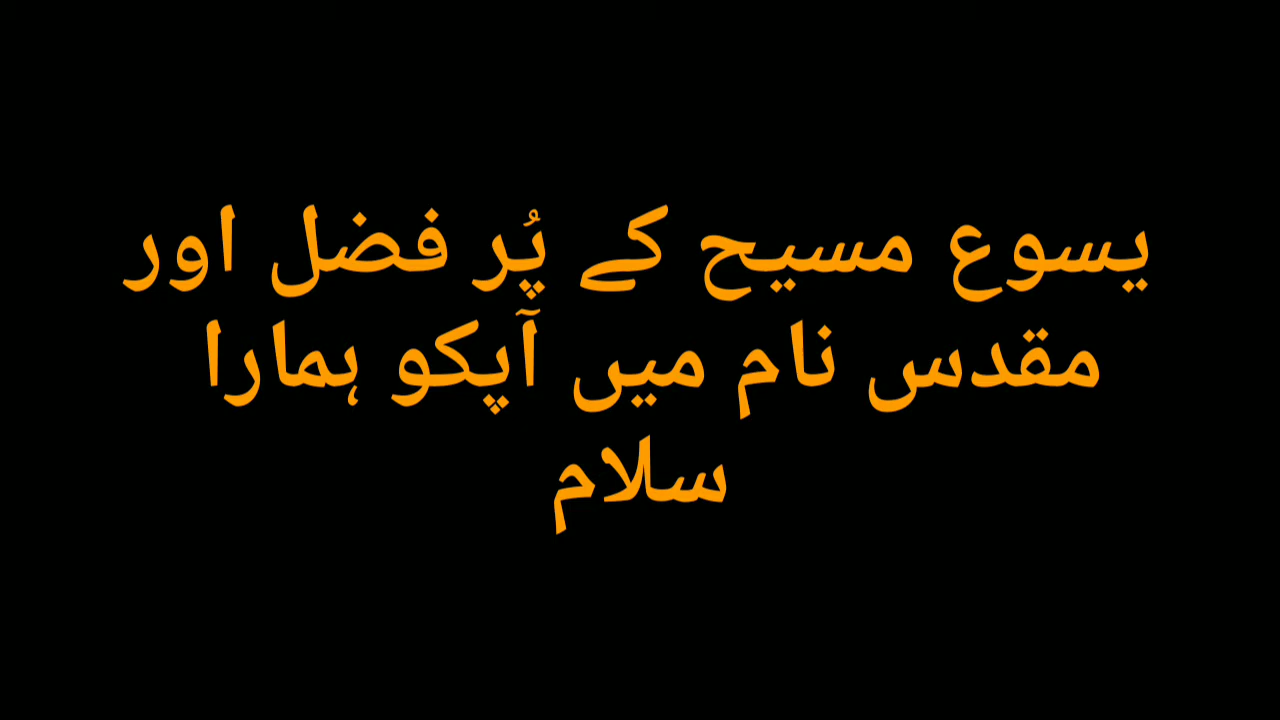 یسوع مسیح کے پُر فضل اور
مقدس نام میں آپکو ہمارا
سلام